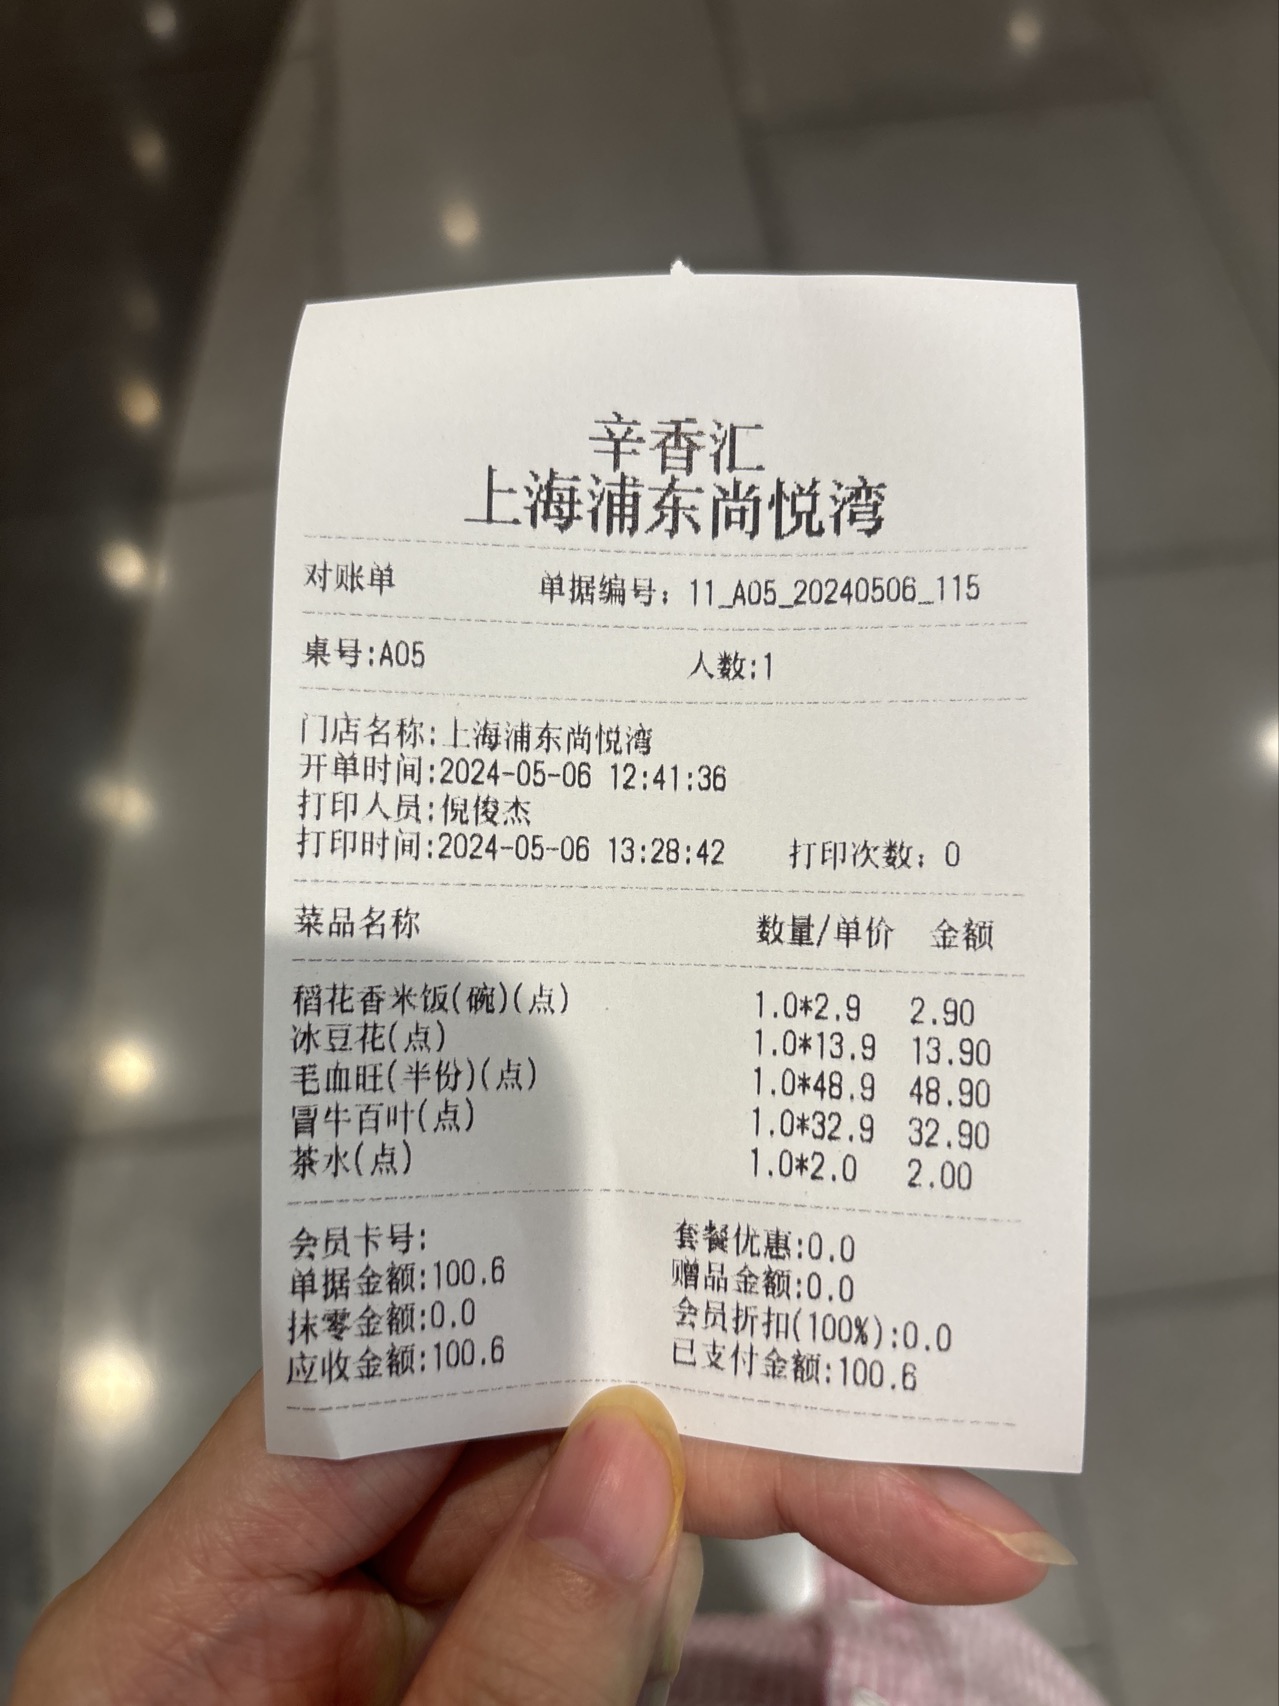 辛香汇
上海浦东尚悦湾
对账单 单据编号：11_A05_20240506_115
桌号:A05 人数:1
门店名称:上海浦东尚悦湾
开单时间:2024-05-06 12:41:36
打印人员:倪俊杰
打印时间:2024-05-06 13:28:42 打印次数：0
菜品名称 数量/单价 金额
稻花香米饭(碗)(点) 1.0*2.9 2.90
冰豆花(点) 1.0*13.9 13.90
毛血旺(半份)(点) 1.0*48.9 48.90
冒牛百叶(点) 1.0*32.9 32.90
茶水(点) 1.0*2.0 2.00
会员卡号: 套餐优惠:0.0
单据金额:100.6 赠品金额:0.0
抹零金额:0.0 会员折扣(100%):0.0
应收金额:100.6 已支付金额:100.6